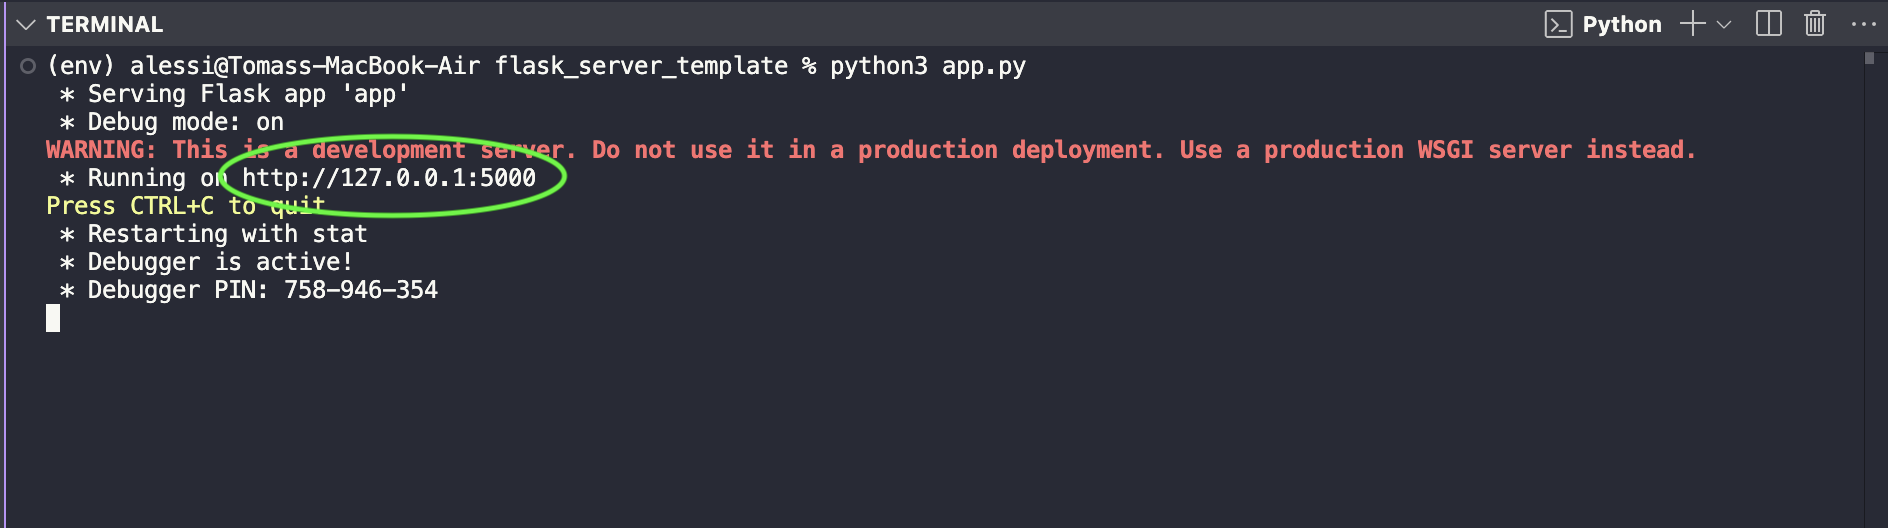 TERMINAL
Python
(env) alessi@Tomass-MacBook-Air flask_server_template % python3 app.py
* Serving Flask app 'app'
* Debug mode: on
WARNING: This is a development server. Do not use it in a production deployment. Use a production WSGI server instead.
* Running on http://127.0.0.1:5000
Press CTRL+C to quit
* Restarting with stat
* Debugger is active!
* Debugger PIN: 758-946-354